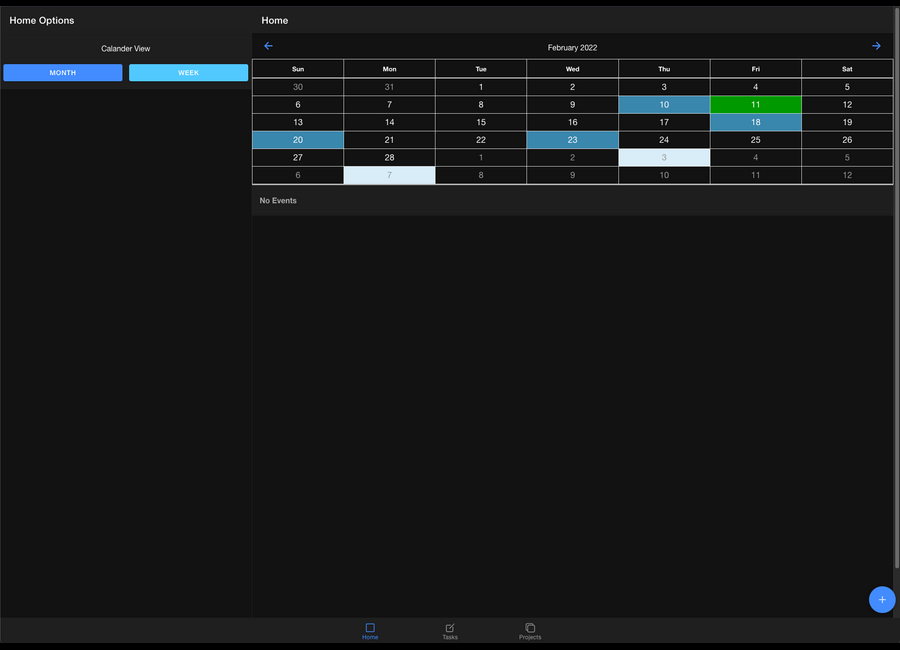 Home Options
Calander View
MONTH WEEK
Home
February 2022
Sun Mon Tue Wed Thu Fri Sat
30 31 1 2 3 4 5
6 7 8 9 10 11 12
13 14 15 16 17 18 19
20 21 22 23 24 25 26
27 28 1 2 3 4 5
6 7 8 9 10 11 12
No Events
Home Tasks Projects